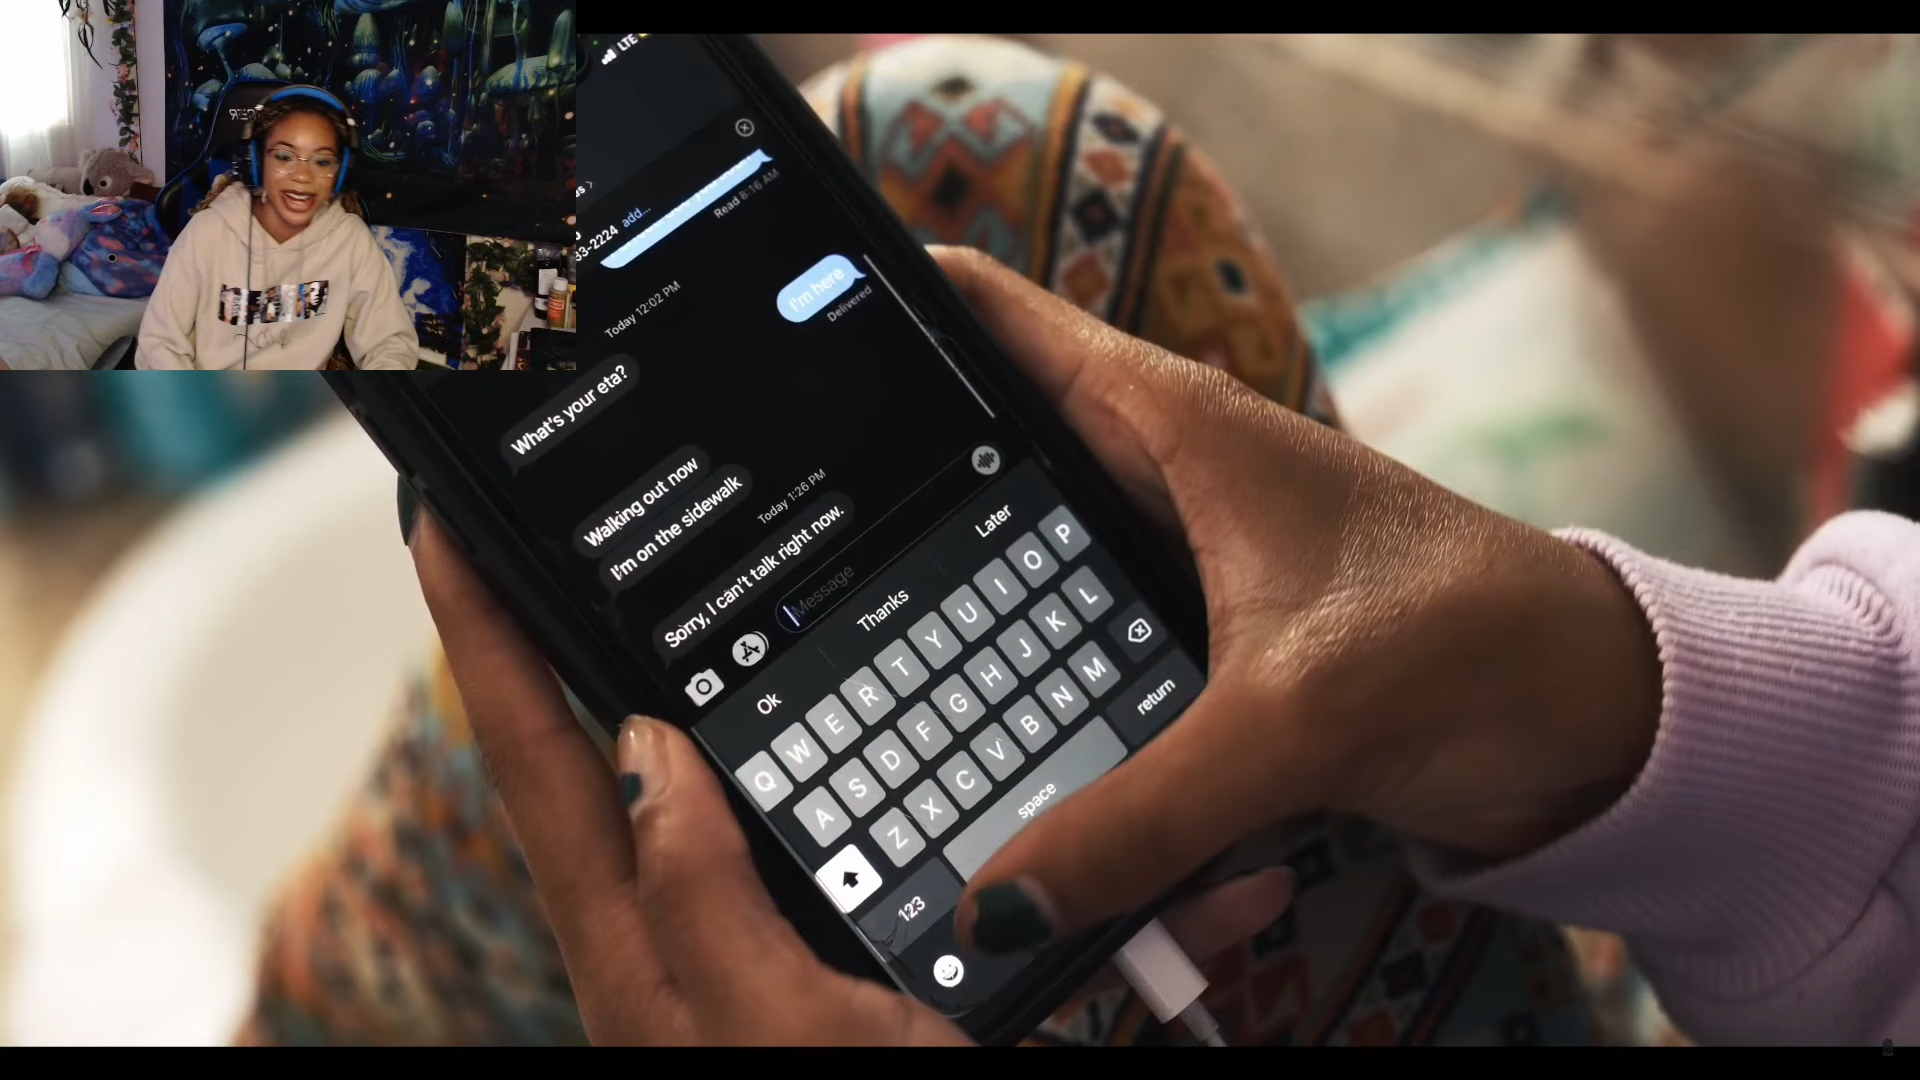 LTE
33-2224 add...
Read 8:16 AM
I'm here
Delivered
Today 12:02 PM
What's your eta?
Walking out now
I'm on the sidewalk
Today 1:26 PM
Sorry, I can't talk right now.
Message
Ok
Thanks
Later
Q W E R T Y U I O P
A S D F G H J K L
Z X C V B N M
123
space
return